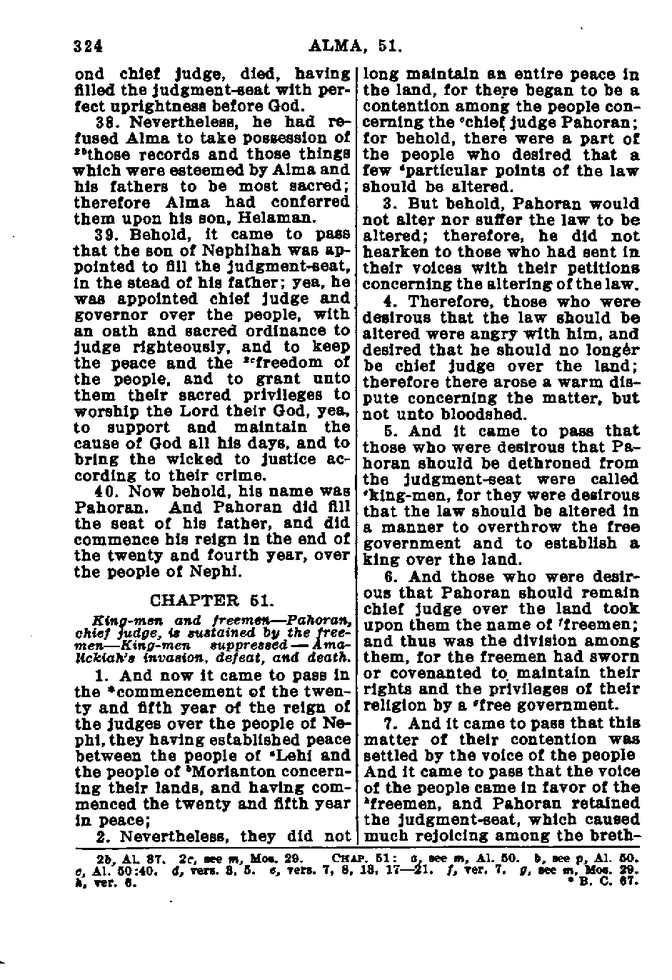 324
ALMA, 51.
ond chief judge, died, having
filled the judgment-seat with per-
fect uprightness before God.
38. Nevertheless, he had re-
fused Alma to take possession of
2bthose records and those things
which were esteemed by Alma and
his fathers to be most sacred;
therefore Alma had conferred
them upon his son, Helaman.
39. Behold, it came to pass
that the son of Nephihah was ap-
pointed to fill the judgment-seat,
in the stead of his father; yea, he
was appointed chief judge and
governor over the people, with
an oath and sacred ordinance to
judge righteously, and to keep
the peace and the 2cfreedom of
the people, and to grant unto
them their sacred privileges to
worship the Lord their God, yea,
to support and maintain the
cause of God all his days, and to
bring the wicked to justice ac-
cording to their crime.
40. Now behold, his name was
Pahoran. And Pahoran did fill
the seat of his father, and did
commence his reign in the end of
the twenty and fourth year, over
the people of Nephi.
CHAPTER 51.
King-men and freemen—Pahoran,
chief judge, is sustained by the free-
men—King-men suppressed—Ama-
lickiah's invasion, defeat, and death.
1. And now it came to pass in
the *commencement of the twen-
ty and fifth year of the reign of
the judges over the people of Ne-
phi, they having established peace
between the people of aLehi and
the people of bMorianton concern-
ing their lands, and having com-
menced the twenty and fifth year
in peace;
2. Nevertheless, they did not
long maintain an entire peace in
the land, for there began to be a
contention among the people con-
cerning the cchief judge Pahoran;
for behold, there were a part of
the people who desired that a
few dparticular points of the law
should be altered.
3. But behold, Pahoran would
not alter nor suffer the law to be
altered; therefore, he did not
hearken to those who had sent in
their voices with their petitions
concerning the altering of the law.
4. Therefore, those who were
desirous that the law should be
altered were angry with him, and
desired that he should no longer
be chief judge over the land;
therefore there arose a warm dis-
pute concerning the matter, but
not unto bloodshed.
5. And it came to pass that
those who were desirous that Pa-
horan should be dethroned from
the judgment-seat were called
eking-men, for they were desirous
that the law should be altered in
a manner to overthrow the free
government and to establish a
king over the land.
6. And those who were desir-
ous that Pahoran should remain
chief judge over the land took
upon them the name of ffreemen;
and thus was the division among
them, for the freemen had sworn
or covenanted to maintain their
rights and the privileges of their
religion by a gfree government.
7. And it came to pass that this
matter of their contention was
settled by the voice of the people
And it came to pass that the voice
of the people came in favor of the
hfreemen, and Pahoran retained
the judgment-seat, which caused
much rejoicing among the breth-
2b, Al. 37. 2c, see m, Mos. 29. CHAP. 51: a, see m, Al. 50. b, see p, Al. 50.
c, Al. 50:40. d, vers. 3, 5. e, vers. 7, 8, 13, 17—21. f, ver. 7. g, see m, Mos. 29.
h, ver. 6. * B. C. 67.